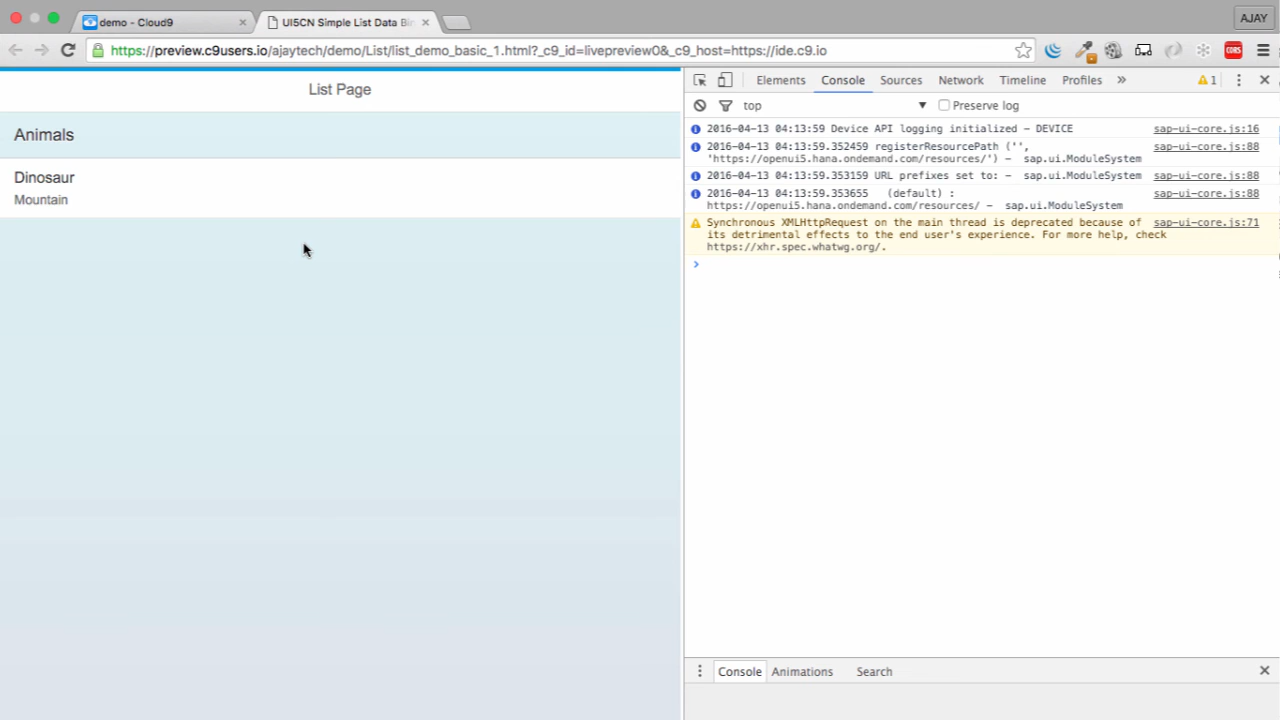 demo - Cloud9
UI5CN Simple List Data Bin
AJAY
https://preview.c9users.io/ajaytech/demo/List/list_demo_basic_1.html?_c9_id=livepreview0&_c9_host=https://ide.c9.io
CORS
List Page
Animals
Dinosaur
Mountain
Elements Console Sources Network Timeline Profiles » 1
top Preserve log
2016-04-13 04:13:59 Device API logging initialized - DEVICE sap-ui-core.js:16
2016-04-13 04:13:59.352459 registerResourcePath ('', sap-ui-core.js:88
'https://openui5.hana.ondemand.com/resources/') - sap.ui.ModuleSystem
2016-04-13 04:13:59.353159 URL prefixes set to: - sap.ui.ModuleSystem sap-ui-core.js:88
2016-04-13 04:13:59.353655 (default) : sap-ui-core.js:88
https://openui5.hana.ondemand.com/resources/ - sap.ui.ModuleSystem
Synchronous XMLHttpRequest on the main thread is deprecated because of sap-ui-core.js:71
its detrimental effects to the end user's experience. For more help, check
https://xhr.spec.whatwg.org/.
Console Animations Search